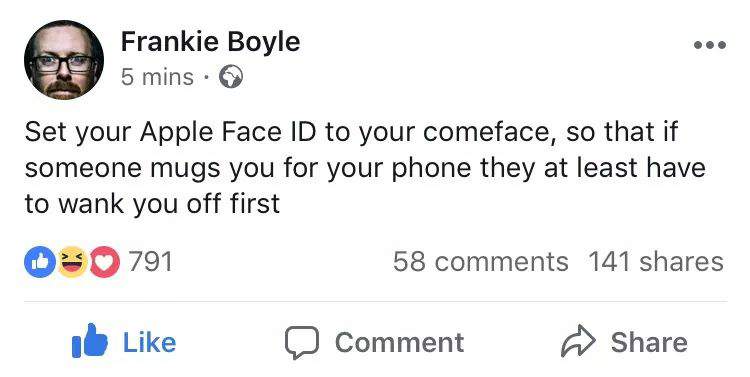 Frankie Boyle
5 mins ·
Set your Apple Face ID to your comeface, so that if
someone mugs you for your phone they at least have
to wank you off first
791
58 comments 141 shares
Like Comment Share